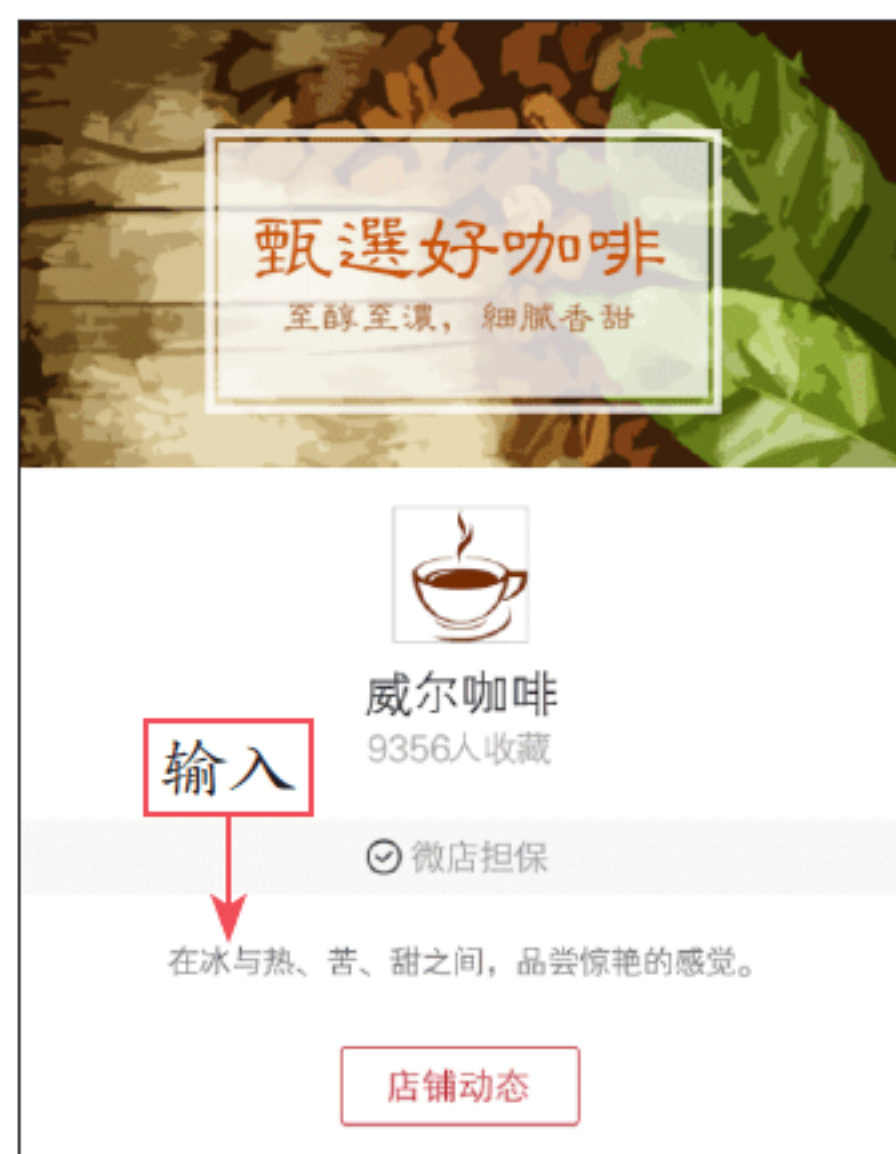 甄選好咖啡
至醇至濃，細膩香甜
威尔咖啡
9356人收藏
输入
微店担保
在冰与热、苦、甜之间，品尝惊艳的感觉。
店铺动态